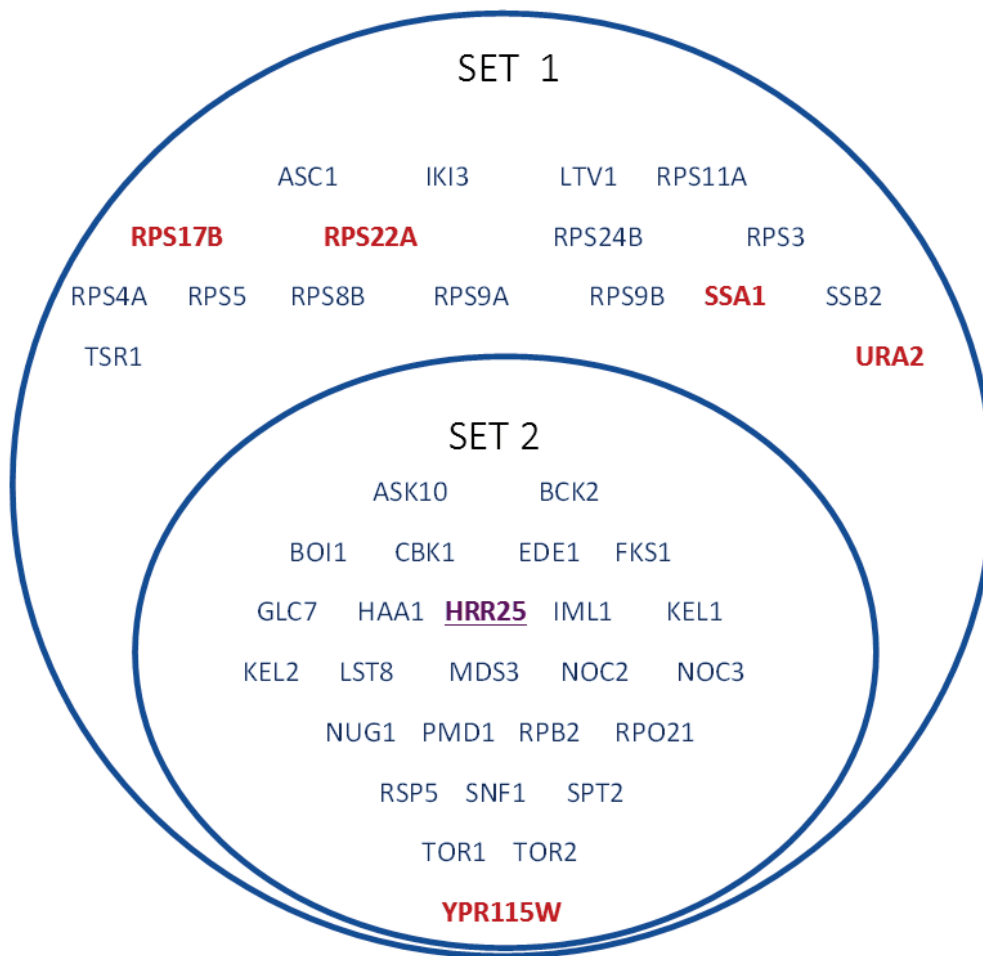 SET 1
ASC1 IKI3 LTV1 RPS11A
RPS17B RPS22A RPS24B RPS3
RPS4A RPS5 RPS8B RPS9A RPS9B SSA1 SSB2
TSR1 URA2
SET 2
ASK10 BCK2
BOI1 CBK1 EDE1 FKS1
GLC7 HAA1 HRR25 IML1 KEL1
KEL2 LST8 MDS3 NOC2 NOC3
NUG1 PMD1 RPB2 RPO21
RSP5 SNF1 SPT2
TOR1 TOR2
YPR115W